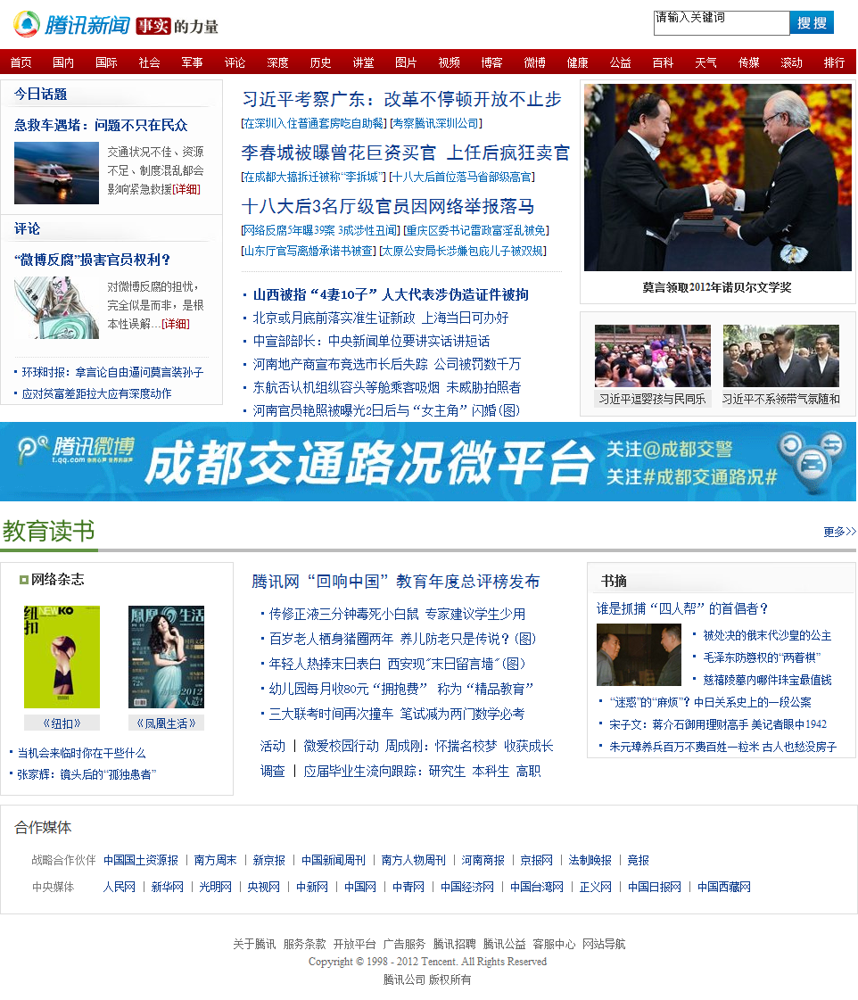 腾讯新闻 事实的力量
请输入关键词
搜搜
首页 国内 国际 社会 军事 评论 深度 历史 讲堂 图片 视频 博客 微博 健康 公益 百科 天气 传媒 滚动 排行
今日话题
急救车遇堵：问题不只在民众
交通状况不佳、资源
不足、制度混乱都会
影响紧急救援[详细]
评论
“微博反腐”损害官员权利？
对微博反腐的担忧，
完全似是而非，是根
本性误解…[详细]
环球时报：拿言论自由逼问莫言装孙子
应对贫富差距拉大应有深度动作
习近平考察广东：改革不停顿开放不止步
[在深圳入住普通套房吃自助餐] [考察腾讯深圳公司]
李春城被曝曾花巨资买官 上任后疯狂卖官
[在成都大搞拆迁被称“李拆城”] [十八大后首位落马省部级高官]
十八大后3名厅级官员因网络举报落马
[网络反腐5年曝39案 3成涉性丑闻] [重庆区委书记雷政富淫乱被免]
[山东厅官写离婚承诺书被查] [太原公安局长涉嫌包庇儿子被双规]
山西被指“4妻10子”人大代表涉伪造证件被拘
北京或月底前落实准生证新政 上海当日可办好
中宣部部长：中央新闻单位要讲实话讲短话
河南地产商宣布竞选市长后失踪 公司被罚数千万
东航否认机组纵容头等舱乘客吸烟 未威胁拍照者
河南官员艳照被曝光2日后与“女主角”闪婚(图)
莫言领取2012年诺贝尔文学奖
习近平逗婴孩与民同乐
习近平不系领带气氛随和
腾讯微博
t.qq.com 你的心声 世界的回声
成都交通路况微平台
关注@成都交警
关注#成都交通路况#
教育读书
更多>>
网络杂志
纽扣
NEWKO
凤凰生活
2012
《纽扣》
《凤凰生活》
当机会来临时你在干些什么
张家辉：镜头后的“孤独患者”
腾讯网“回响中国”教育年度总评榜发布
传修正液三分钟毒死小白鼠 专家建议学生少用
百岁老人栖身猪圈两年 养儿防老只是传说？(图)
年轻人热捧末日表白 西安现"末日留言墙"(图)
幼儿园每月收80元“拥抱费” 称为“精品教育”
三大联考时间再次撞车 笔试减为两门数学必考
活动 | 微爱校园行动 周成刚：怀揣名校梦 收获成长
调查 | 应届毕业生流向跟踪：研究生 本科生 高职
书摘
谁是抓捕“四人帮”的首倡者？
被处决的俄末代沙皇的公主
毛泽东防篡权的“两着棋”
慈禧陵墓内哪件珠宝最值钱
“迷惑”的“麻烦”？中日关系史上的一段公案
宋子文：蒋介石御用理财高手 美记者眼中1942
朱元璋养兵百万不费百姓一粒米 古人也愁没房子
合作媒体
战略合作伙伴 中国国土资源报 | 南方周末 | 新京报 | 中国新闻周刊 | 南方人物周刊 | 河南商报 | 京报网 | 法制晚报 | 竞报
中央媒体 人民网 | 新华网 | 光明网 | 央视网 | 中新网 | 中国网 | 中青网 | 中国经济网 | 中国台湾网 | 正义网 | 中国日报网 | 中国西藏网
关于腾讯 服务条款 开放平台 广告服务 腾讯招聘 腾讯公益 客服中心 网站导航
Copyright © 1998 - 2012 Tencent. All Rights Reserved
腾讯公司 版权所有